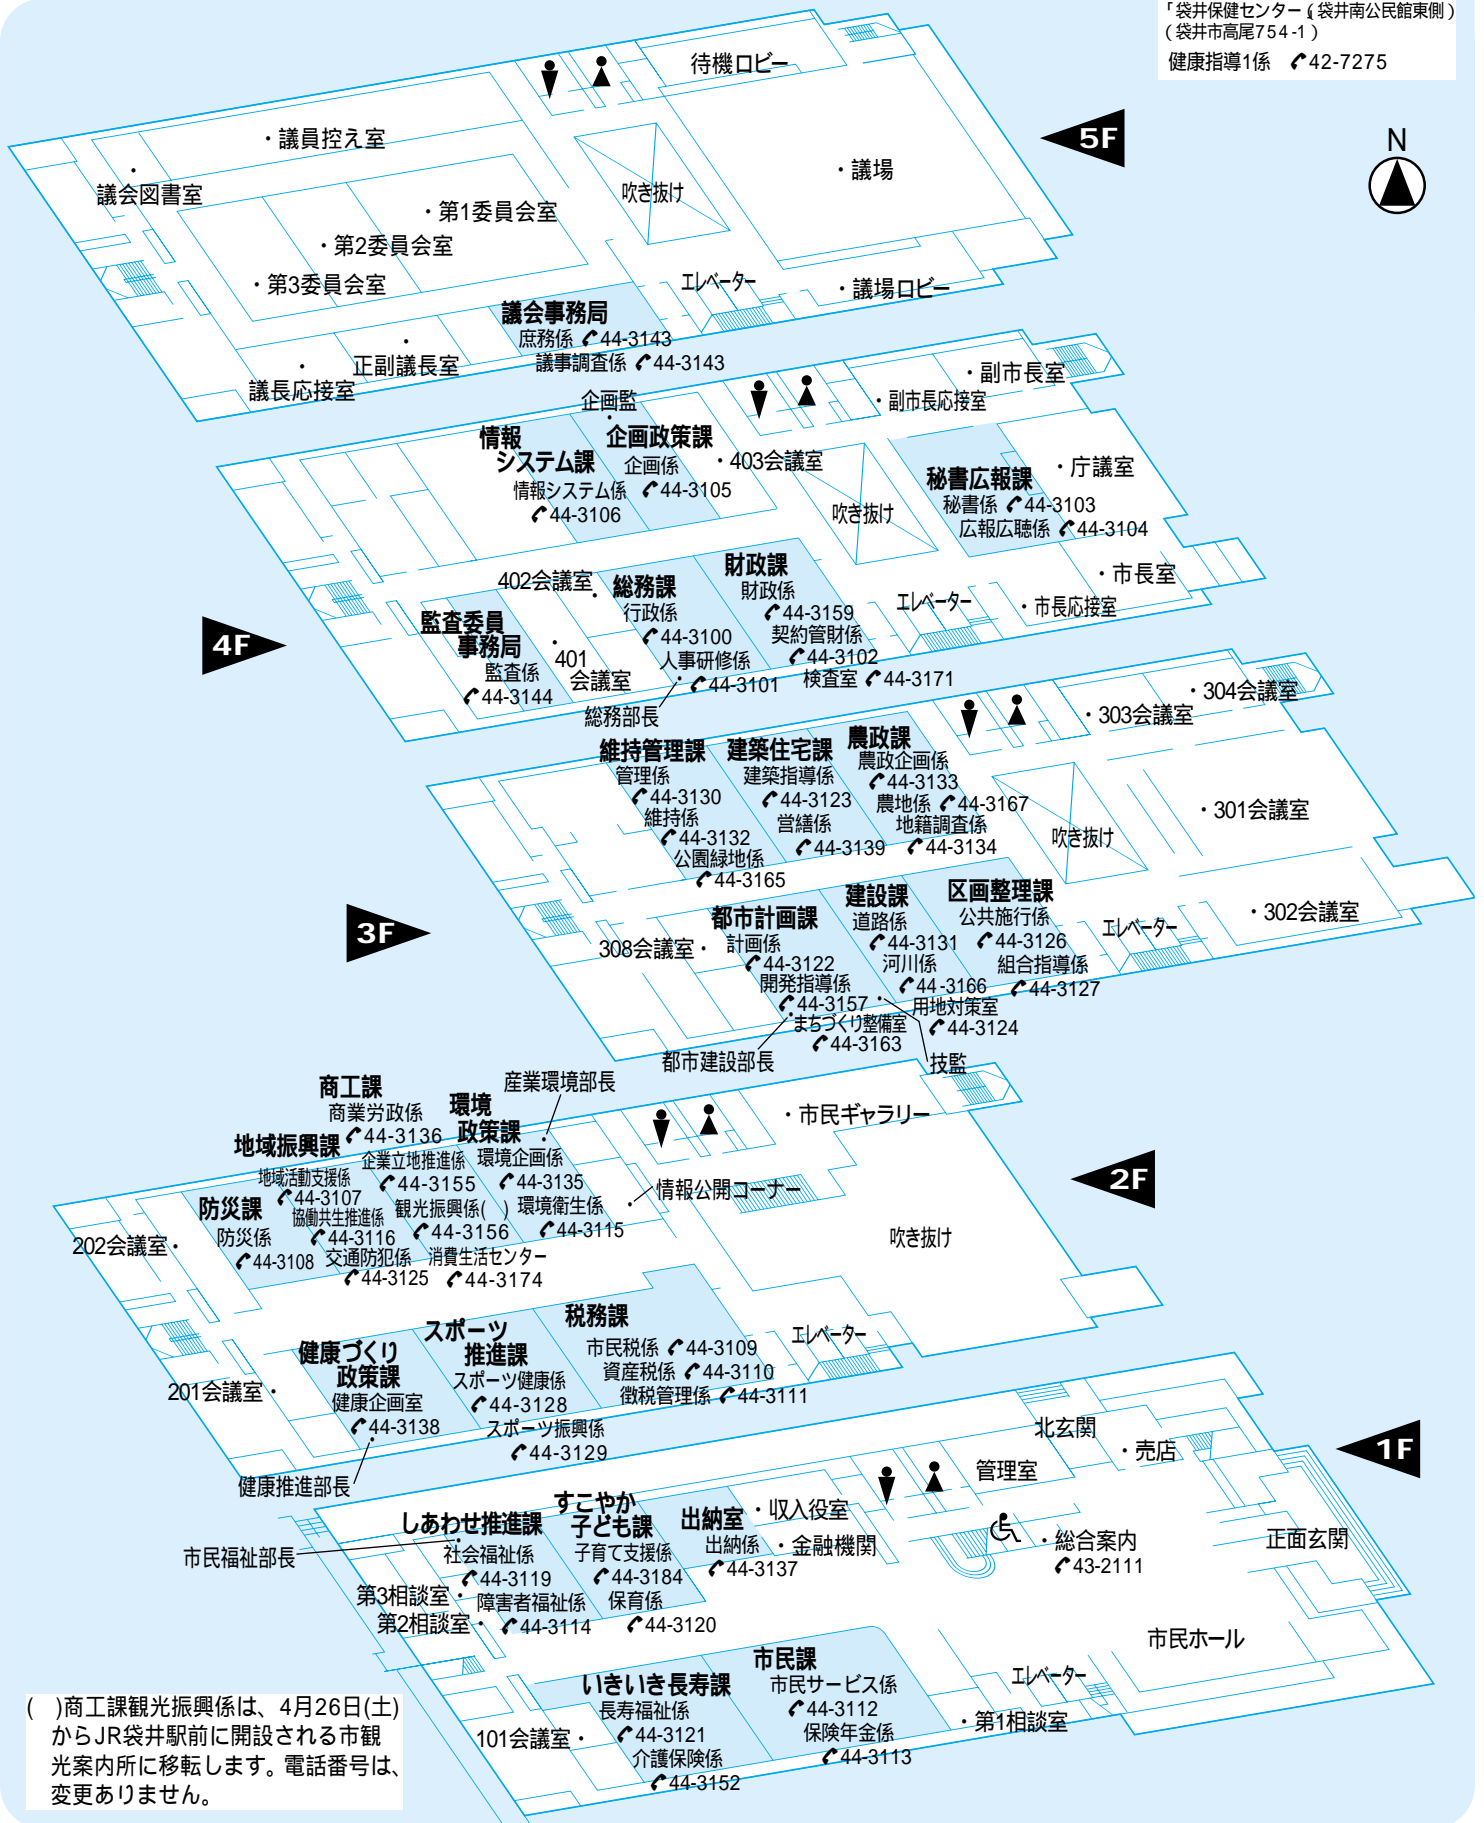 「袋井保健センター」(袋井南公民館東側)
(袋井市高尾754-1)
健康指導1係 42-7275
N
5F
待機ロビー
・議員控え室
・議会図書室
・議場
吹き抜け
・第1委員会室
・第2委員会室
・第3委員会室
エレベーター
・議場ロビー
議会事務局
庶務係 44-3143
議事調査係 44-3143
・正副議長室
・議長応接室
4F
企画監
・副市長室
・副市長応接室
情報
システム課
情報システム係
44-3106
企画政策課
企画係
44-3105
・403会議室
吹き抜け
秘書広報課
秘書係 44-3103
広報広聴係 44-3104
・庁議室
・市長室
・市長応接室
エレベーター
402会議室・
総務課
行政係
44-3100
人事研修係
44-3101
総務部長
財政課
財政係
44-3159
契約管財係
44-3102
検査室 44-3171
監査委員
事務局
監査係
44-3144
・401
会議室
3F
・304会議室
・303会議室
・301会議室
・302会議室
吹き抜け
エレベーター
維持管理課
管理係
44-3130
維持係
44-3132
公園緑地係
44-3165
建築住宅課
建築指導係
44-3123
営繕係
44-3139
農政課
農政企画係
44-3133
農地係 44-3167
地籍調査係
44-3134
308会議室・
都市計画課
計画係
44-3122
開発指導係
44-3157
まちづくり整備室
44-3163
都市建設部長
建設課
道路係
44-3131
河川係
44-3166
用地対策室
44-3124
技監
区画整理課
公共施行係
44-3126
組合指導係
44-3127
2F
商工課
商業労政係
44-3136
企業立地推進係
44-3155
観光振興係( )
44-3156
消費生活センター
44-3174
産業環境部長
環境
政策課
環境企画係
44-3135
環境衛生係
44-3115
地域振興課
地域活動支援係
44-3107
協働共生推進係
44-3116
交通防犯係
44-3125
防災課
防災係
44-3108
・市民ギャラリー
・情報公開コーナー
吹き抜け
202会議室・
201会議室・
エレベーター
健康づくり
政策課
健康企画室
44-3138
健康推進部長
スポーツ
推進課
スポーツ健康係
44-3128
スポーツ振興係
44-3129
税務課
市民税係 44-3109
資産税係 44-3110
徴税管理係 44-3111
1F
北玄関
・売店
管理室
正面玄関
・総合案内
43-2111
市民ホール
エレベーター
・第1相談室
・収入役室
・金融機関
出納室
出納係
44-3137
すこやか
子ども課
子育て支援係
44-3184
保育係
44-3120
しあわせ推進課
社会福祉係
44-3119
障害者福祉係
44-3114
市民福祉部長
第3相談室・
第2相談室・
101会議室・
いきいき長寿課
長寿福祉係
44-3121
介護保険係
44-3152
市民課
市民サービス係
44-3112
保険年金係
44-3113
( )商工課観光振興係は、4月26日(土)
からJR袋井駅前に開設される市観
光案内所に移転します。電話番号は、
変更ありません。